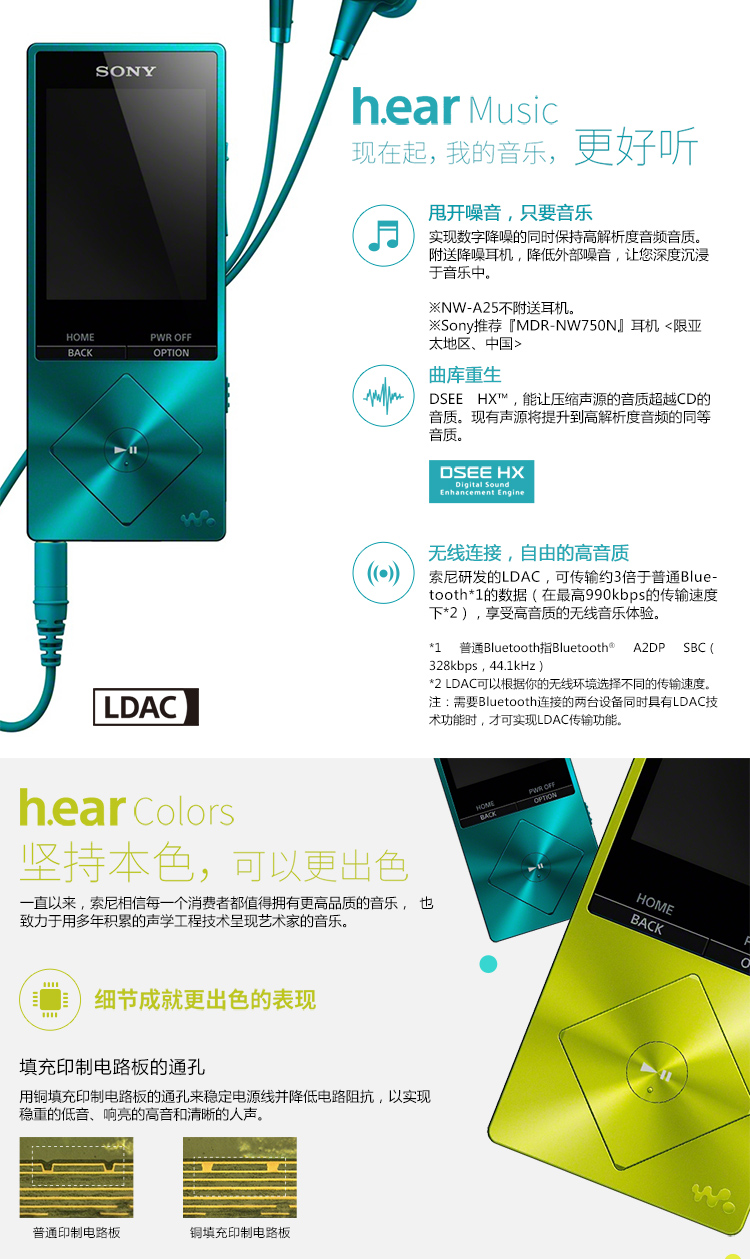 SONY
HOME PWR OFF
BACK OPTION
h.ear Music
现在起，我的音乐，更好听
甩开噪音，只要音乐
实现数字降噪的同时保持高解析度音频音质。
附送降噪耳机，降低外部噪音，让您深度沉浸
于音乐中。
※NW-A25不附送耳机。
※Sony推荐『MDR-NW750N』耳机 <限亚
太地区、中国>
曲库重生
DSEE HX™，能让压缩声源的音质超越CD的
音质。现有声源将提升到高解析度音频的同等
音质。
DSEE HX
Digital Sound
Enhancement Engine
无线连接，自由的高音质
索尼研发的LDAC，可传输约3倍于普通Blue-
tooth*1的数据（在最高990kbps的传输速度
下*2），享受高音质的无线音乐体验。
*1 普通Bluetooth指Bluetooth® A2DP SBC（
328kbps，44.1kHz）
*2 LDAC可以根据你的无线环境选择不同的传输速度。
注：需要Bluetooth连接的两台设备同时具有LDAC技
术功能时，才可实现LDAC传输功能。
LDAC
h.ear Colors
坚持本色，可以更出色
一直以来，索尼相信每一个消费者都值得拥有更高品质的音乐， 也
致力于用多年积累的声学工程技术呈现艺术家的音乐。
HOME PWR OFF
BACK OPTION
HOME P
BACK O
细节成就更出色的表现
填充印制电路板的通孔
用铜填充印制电路板的通孔来稳定电源线并降低电路阻抗，以实现
稳重的低音、响亮的高音和清晰的人声。
普通印制电路板
铜填充印制电路板